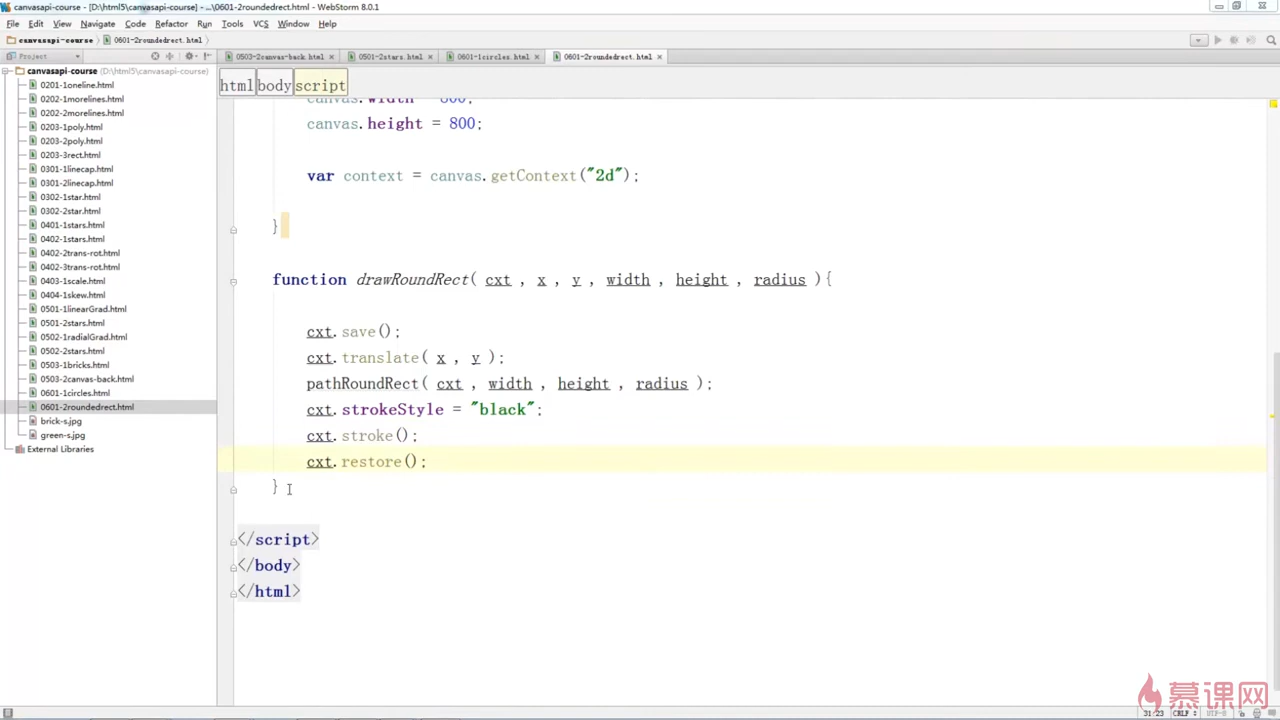 canvasapi-course - [D:\html5\canvasapi-course] - ...\0601-2roundedrect.html - WebStorm 8.0.1
File Edit View Navigate Code Refactor Run Tools VCS Window Help
canvasapi-course 0601-2roundedrect.html
Project
0503-2canvas-back.html 0501-2stars.html 0601-1circles.html 0601-2roundedrect.html
canvasapi-course (D:\html5\canvasapi-course)
0201-1oneline.html
0202-1morelines.html
0202-2morelines.html
0203-1poly.html
0203-2poly.html
0203-3rect.html
0301-1linecap.html
0301-2linecap.html
0302-1star.html
0302-2star.html
0401-1stars.html
0402-1stars.html
0402-2trans-rot.html
0402-3trans-rot.html
0403-1scale.html
0404-1skew.html
0501-1linearGrad.html
0501-2stars.html
0502-1radialGrad.html
0502-2stars.html
0503-1bricks.html
0503-2canvas-back.html
0601-1circles.html
0601-2roundedrect.html
brick-s.jpg
green-s.jpg
External Libraries
html body script
canvas.width = 800;
canvas.height = 800;
var context = canvas.getContext("2d");
}
function drawRoundRect( cxt , x , y , width , height , radius ){
cxt.save();
cxt.translate( x , y );
pathRoundRect( cxt , width , height , radius );
cxt.strokeStyle = "black";
cxt.stroke();
cxt.restore();
}
</script>
</body>
</html>
慕课网
31:23 CRLF UTF-8